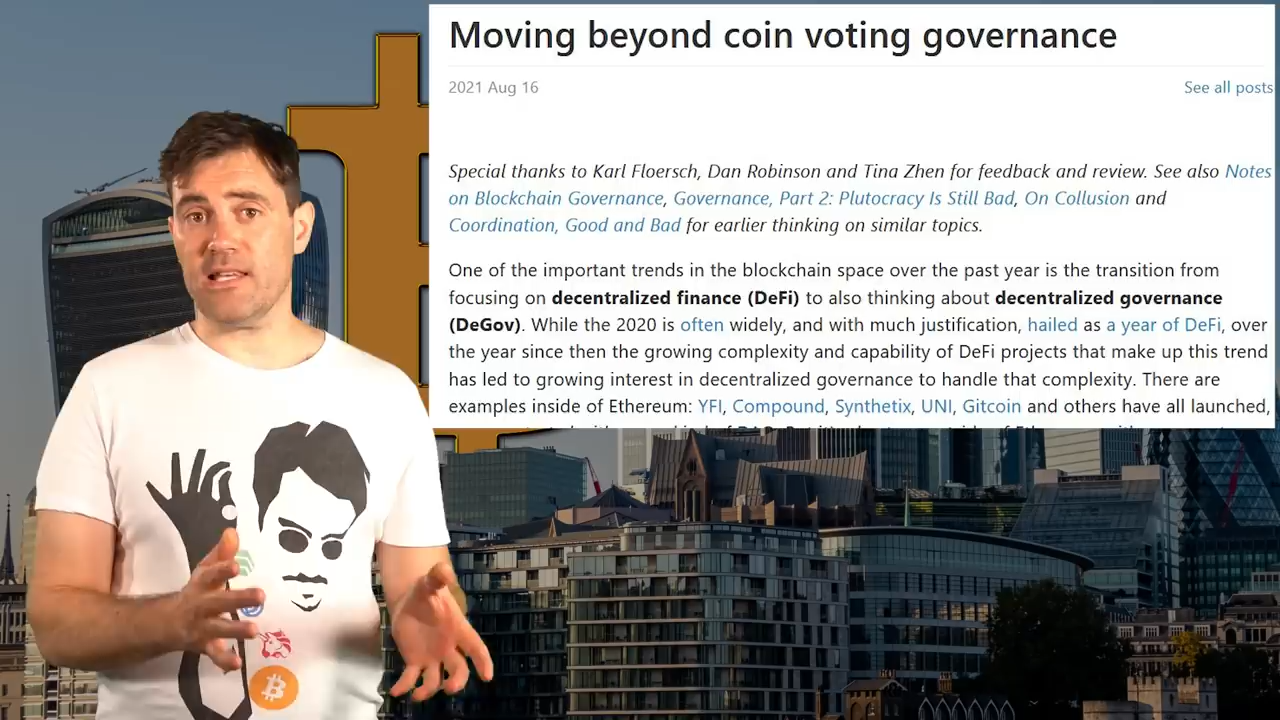 Moving beyond coin voting governance
2021 Aug 16
See all posts
Special thanks to Karl Floersch, Dan Robinson and Tina Zhen for feedback and review. See also Notes
on Blockchain Governance, Governance, Part 2: Plutocracy Is Still Bad, On Collusion and
Coordination, Good and Bad for earlier thinking on similar topics.
One of the important trends in the blockchain space over the past year is the transition from
focusing on decentralized finance (DeFi) to also thinking about decentralized governance
(DeGov). While the 2020 is often widely, and with much justification, hailed as a year of DeFi, over
the year since then the growing complexity and capability of DeFi projects that make up this trend
has led to growing interest in decentralized governance to handle that complexity. There are
examples inside of Ethereum: YFI, Compound, Synthetix, UNI, Gitcoin and others have all launched,